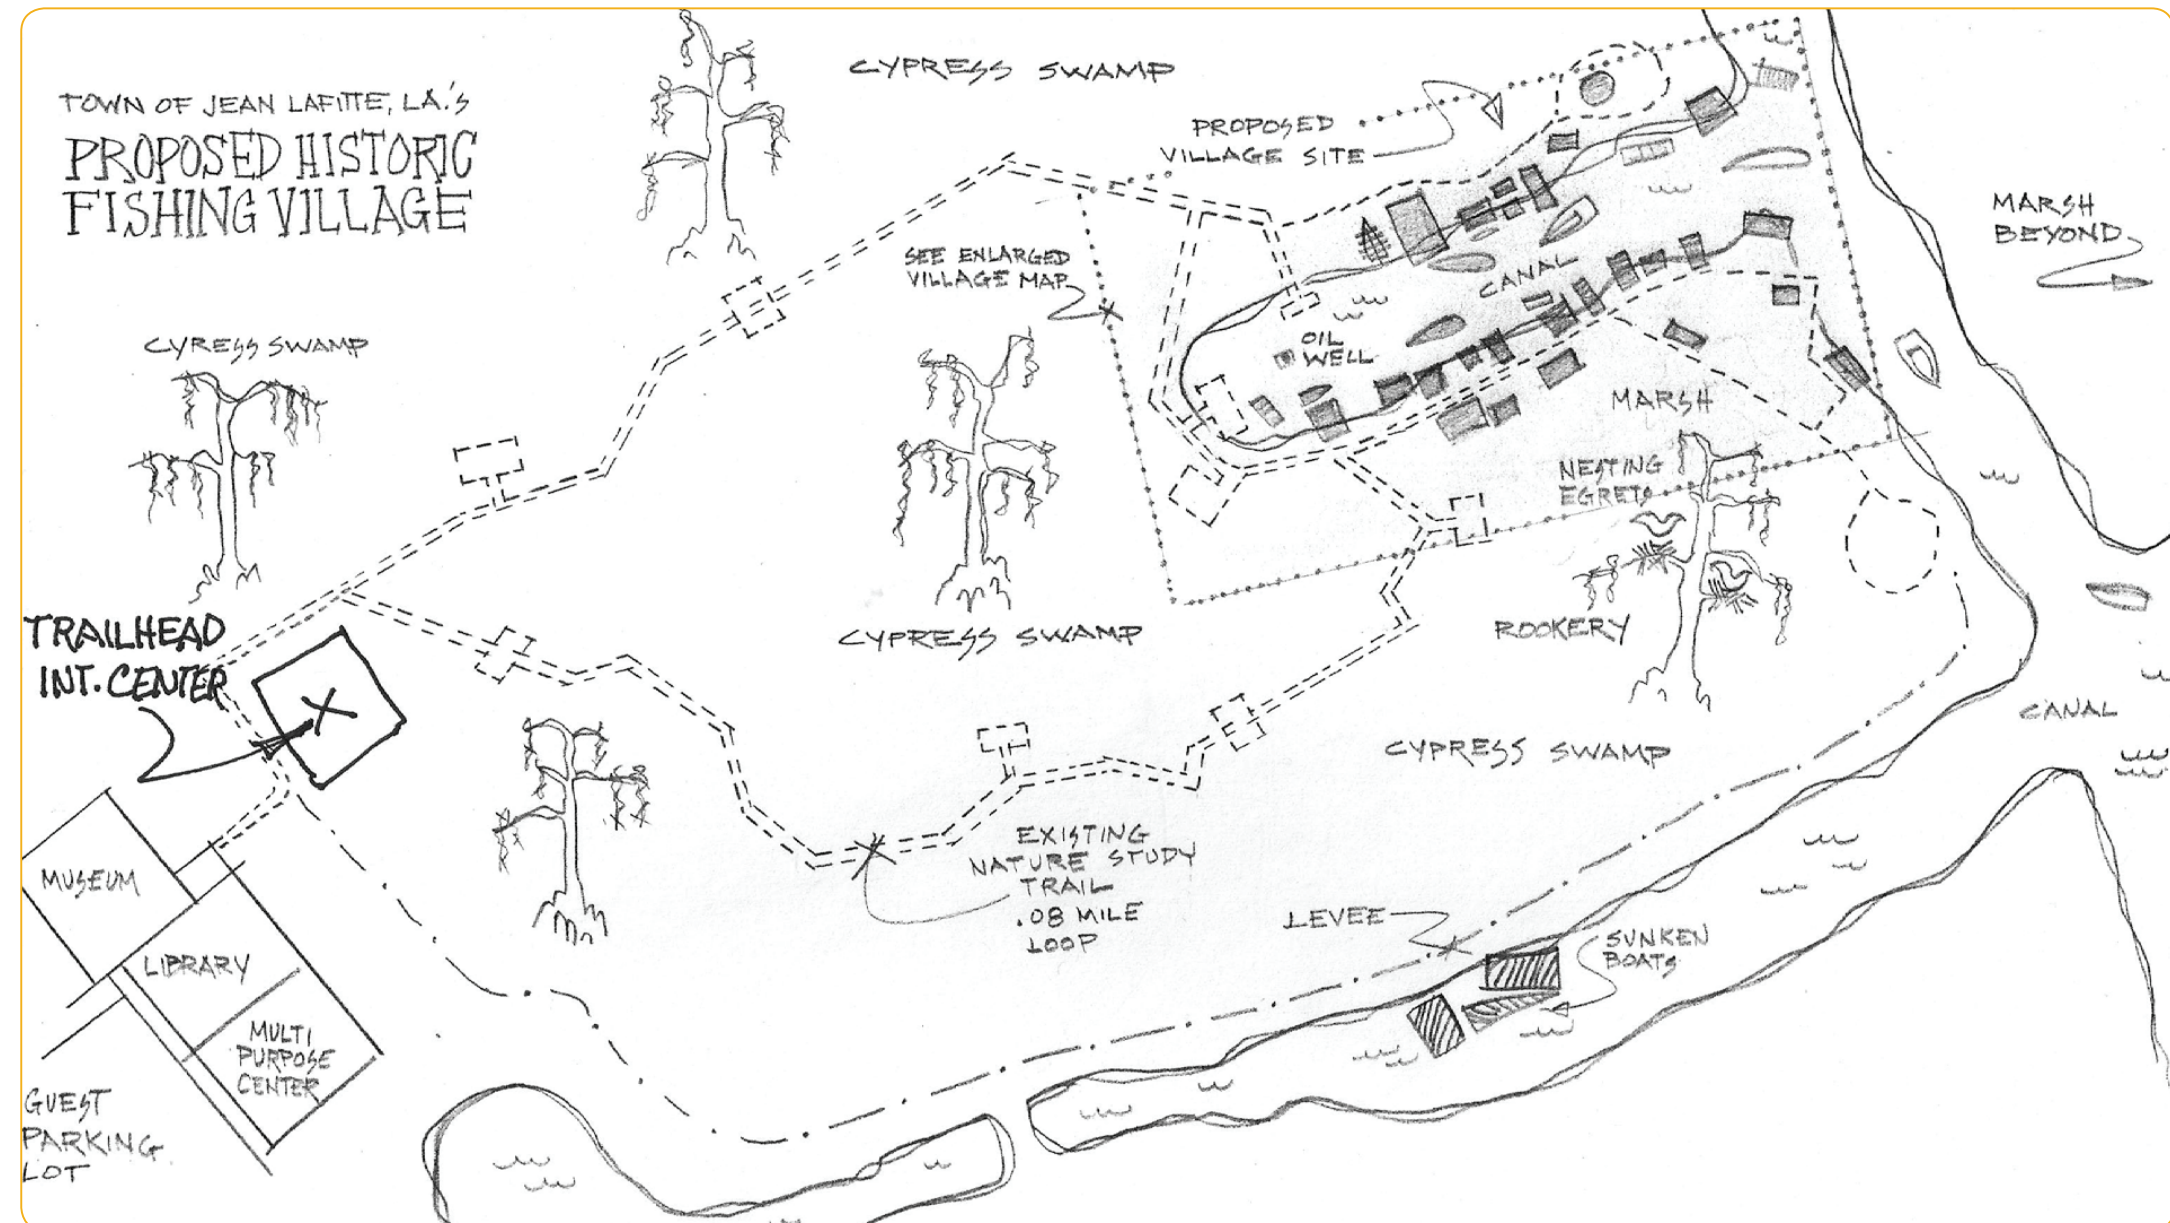 TOWN OF JEAN LAFITTE, LA.'S
PROPOSED HISTORIC
FISHING VILLAGE
CYPRESS SWAMP
PROPOSED
VILLAGE SITE
MARSH
BEYOND
SEE ENLARGED
VILLAGE MAP
CANAL
CYRESS SWAMP
OIL
WELL
MARSH
NESTING
EGRETS
TRAILHEAD
INT. CENTER
CYPRESS SWAMP
ROOKERY
CANAL
CYPRESS SWAMP
EXISTING
NATURE STUDY
TRAIL
.08 MILE
LOOP
MUSEUM
LEVEE
SUNKEN
BOATS
LIBRARY
MULTI
PURPOSE
CENTER
GUEST
PARKING
LOT